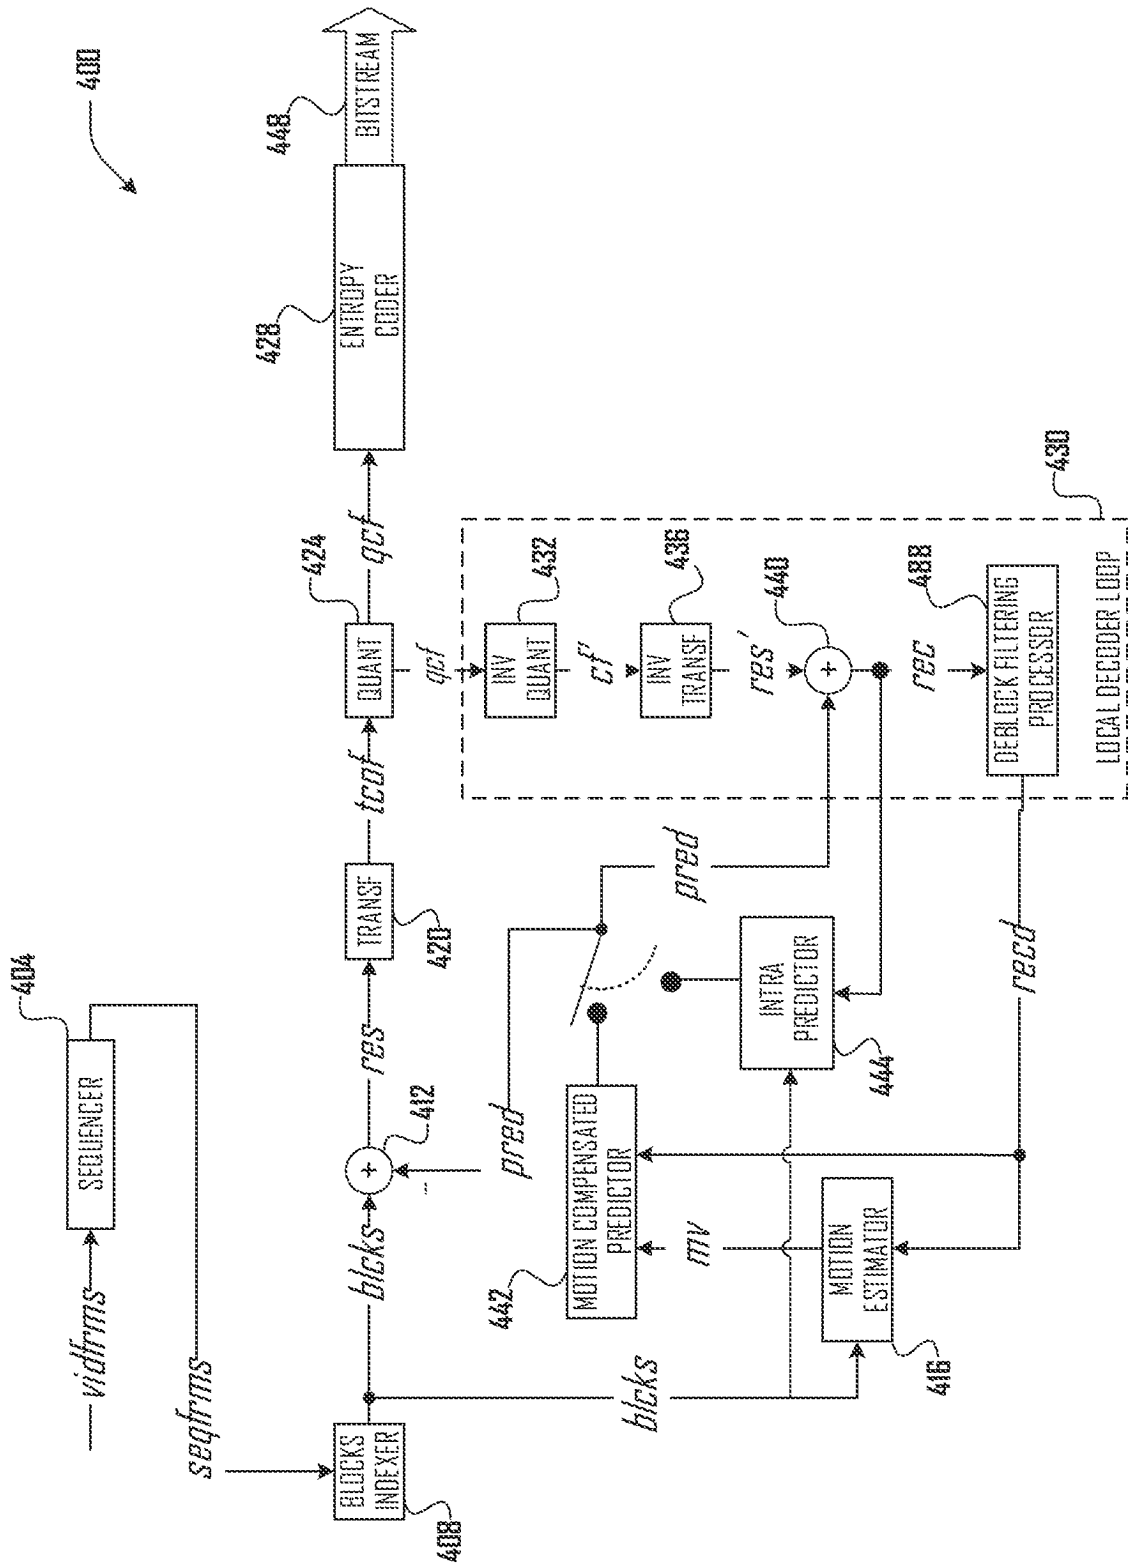 400
404
SEQUENCER
vidfrms
seqfrms
BLOCKS
INDEXER
408
blcks
412
+
-
res
TRANSF
420
tcof
QUANT
424
qcf
ENTROPY
CODER
428
BITSTREAM
448
blcks
pred
pred
442
MOTION COMPENSATED
PREDICTOR
mv
MOTION
ESTIMATOR
416
INTRA
PREDICTOR
444
recd
qcf
INV
QUANT
432
cf'
INV
TRANSF
436
res'
+
440
rec
DEBLOCK FILTERING
PROCESSOR
488
LOCAL DECODER LOOP
430